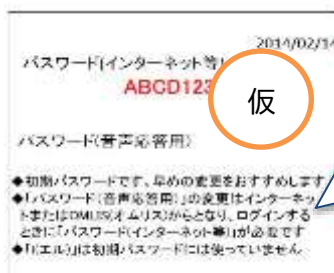 2014/02/14
パスワード(インターネット等)
ABCD123
仮
パスワード(音声応答用)
◆初期パスワードです。早めの変更をおすすめします
◆「パスワード(音声応答用)」の変更はインターネッ
トまたはOMLIS(オムリス)からとなり、ログインする
ときに「パスワード(インターネット等)」が必要です
◆「l(エル)」は初期パスワードには使っていません